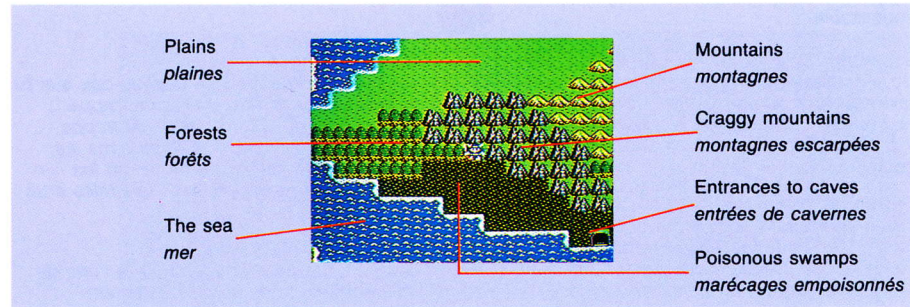 Plains
plaines
Forests
forêts
The sea
mer
Mountains
montagnes
Craggy mountains
montagnes escarpées
Entrances to caves
entrées de cavernes
Poisonous swamps
marécages empoisonnés